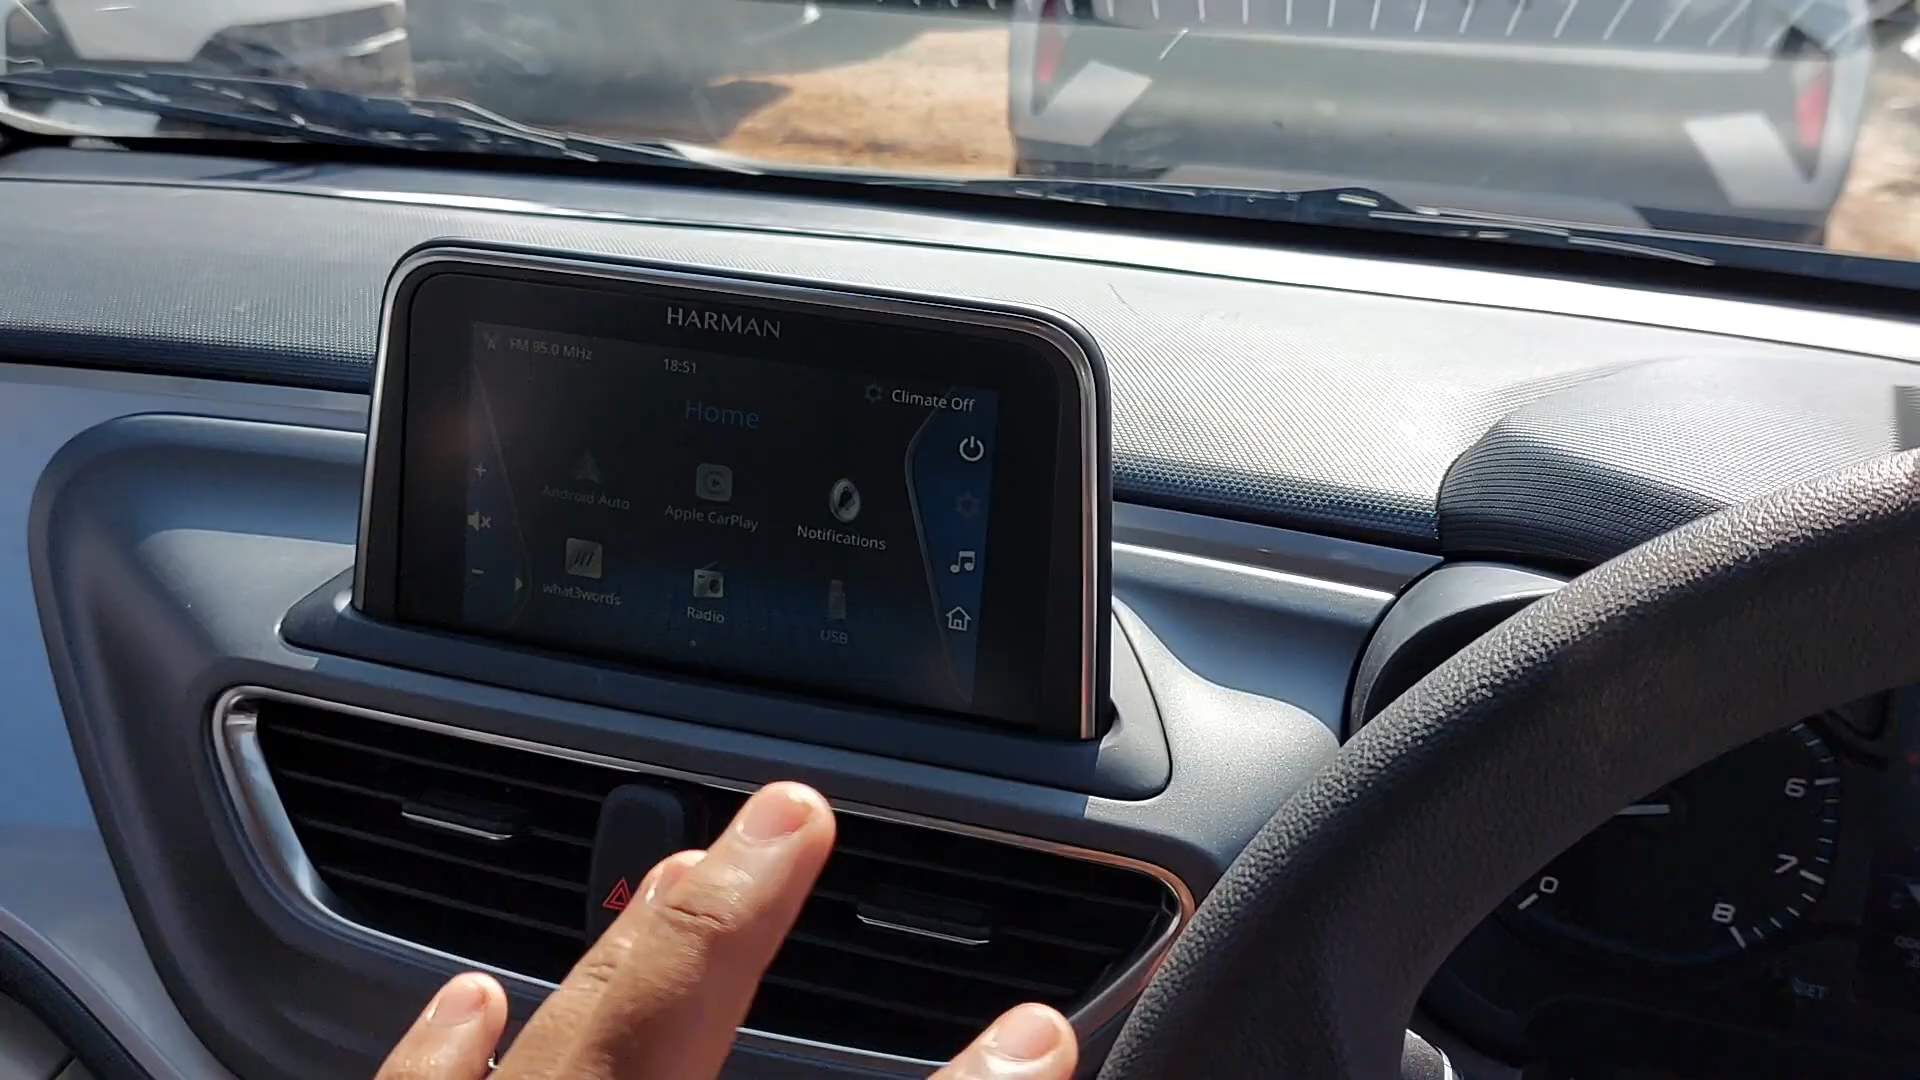 HARMAN
FM 95.0 MHz
18:51
Climate Off
Home
Android Auto
Apple CarPlay
Notifications
what3words
Radio
USB
6
7
8
0